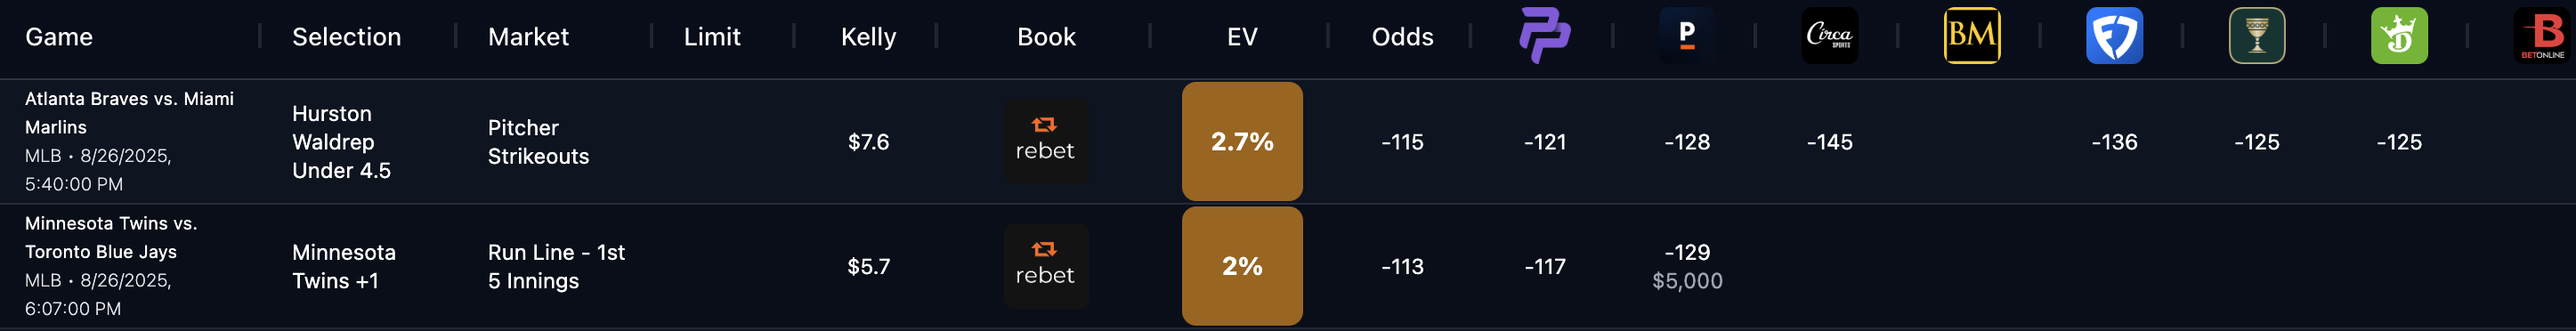 Game Selection Market Limit Kelly Book EV Odds PP P Circa SPORTS BM B BETONLINE
Atlanta Braves vs. Miami
Marlins
MLB • 8/26/2025,
5:40:00 PM
Hurston
Waldrep
Under 4.5
Pitcher
Strikeouts
$7.6
rebet
2.7%
-115
-121
-128
-145
-136
-125
-125
Minnesota Twins vs.
Toronto Blue Jays
MLB • 8/26/2025,
6:07:00 PM
Minnesota
Twins +1
Run Line - 1st
5 Innings
$5.7
rebet
2%
-113
-117
-129
$5,000